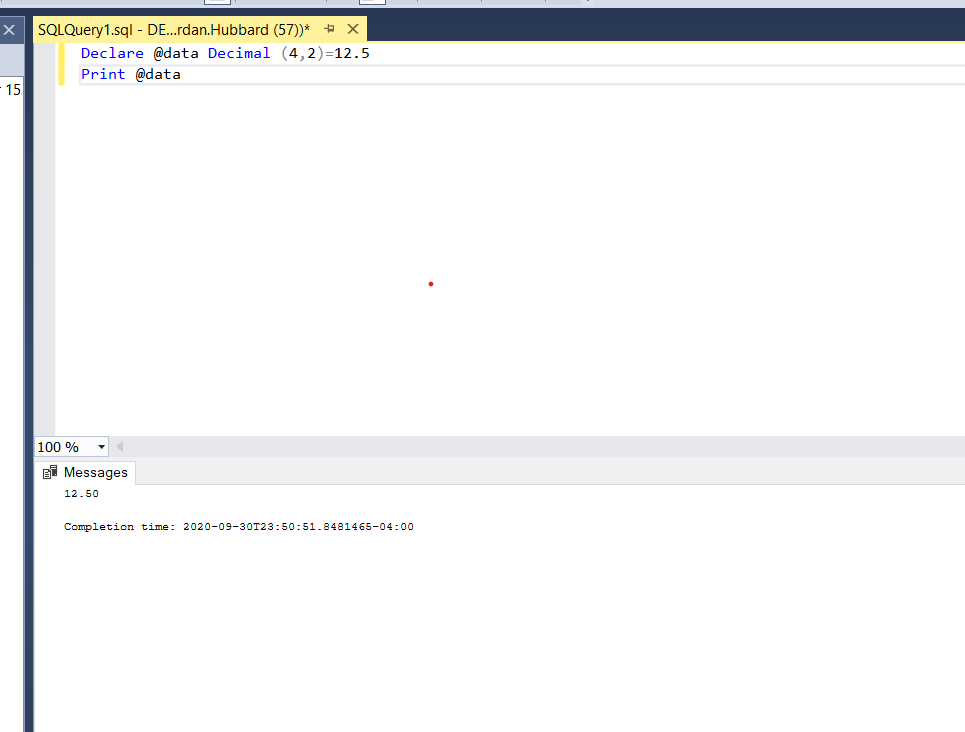 SQLQuery1.sql - DE...rdan.Hubbard (57))*
15
Declare @data Decimal (4,2)=12.5
Print @data
100 %
Messages
12.50
Completion time: 2020-09-30T23:50:51.8481465-04:00